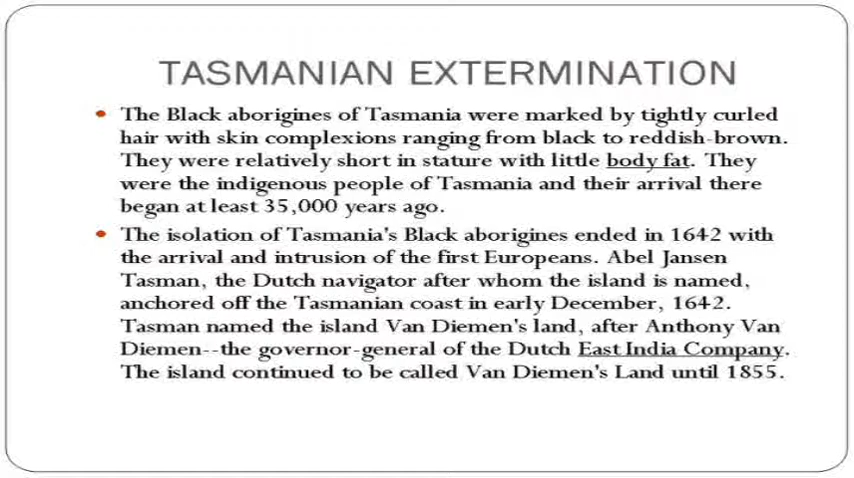 TASMANIAN EXTERMINATION
• The Black aborigines of Tasmania were marked by tightly curled
hair with skin complexions ranging from black to reddish-brown.
They were relatively short in stature with little body fat. They
were the indigenous people of Tasmania and their arrival there
began at least 35,000 years ago.
• The isolation of Tasmania's Black aborigines ended in 1642 with
the arrival and intrusion of the first Europeans. Abel Jansen
Tasman, the Dutch navigator after whom the island is named,
anchored off the Tasmanian coast in early December, 1642.
Tasman named the island Van Diemen's land, after Anthony Van
Diemen--the governor-general of the Dutch East India Company.
The island continued to be called Van Diemen's Land until 1855.